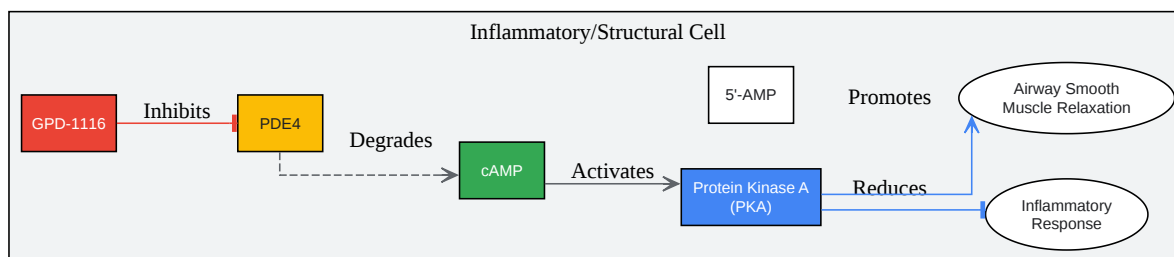 Inflammatory/Structural Cell
GPD-1116
Inhibits
PDE4
Degrades
cAMP
Activates
5'-AMP
Protein Kinase A
(PKA)
Promotes
Reduces
Airway Smooth
Muscle Relaxation
Inflammatory
Response